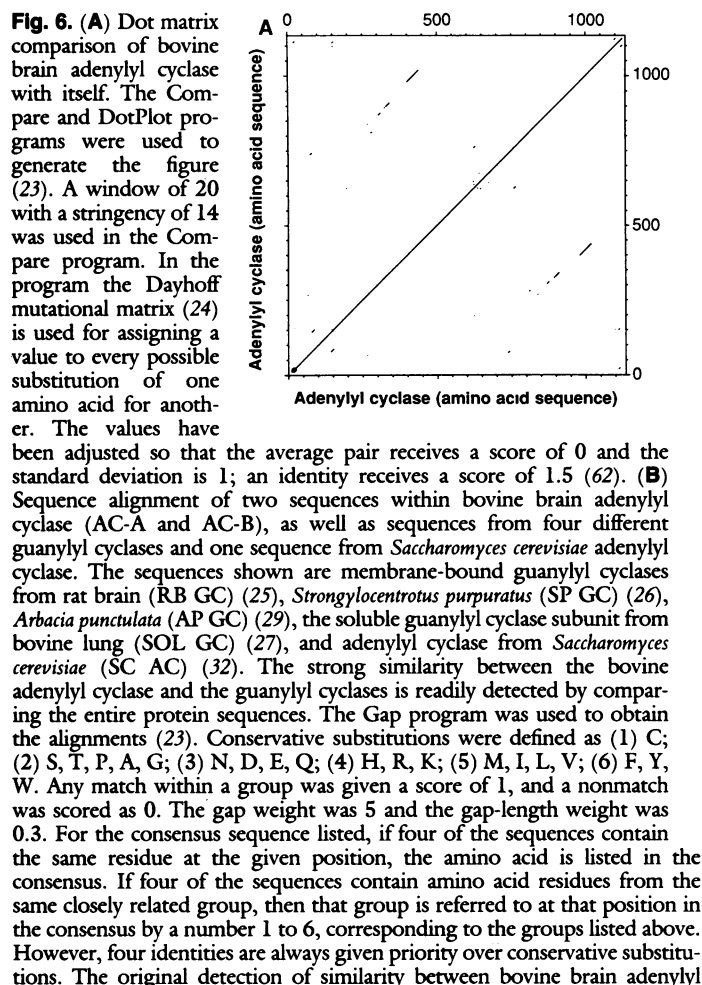 Fig. 6. (A) Dot matrix
comparison of bovine
brain adenylyl cyclase
with itself. The Com-
pare and DotPlot pro-
grams were used to
generate the figure
(23). A window of 20
with a stringency of 14
was used in the Com-
pare program. In the
program the Dayhoff
mutational matrix (24)
is used for assigning a
value to every possible
substitution of one
amino acid for anoth-
er. The values have
A
0 500 1000
1000
500
0
Adenylyl cyclase (amino acid sequence)
Adenylyl cyclase (amino acid sequence)
been adjusted so that the average pair receives a score of 0 and the
standard deviation is 1; an identity receives a score of 1.5 (62). (B)
Sequence alignment of two sequences within bovine brain adenylyl
cyclase (AC-A and AC-B), as well as sequences from four different
guanylyl cyclases and one sequence from Saccharomyces cerevisiae adenylyl
cyclase. The sequences shown are membrane-bound guanylyl cyclases
from rat brain (RB GC) (25), Strongylocentrotus purpuratus (SP GC) (26),
Arbacia punctulata (AP GC) (29), the soluble guanylyl cyclase subunit from
bovine lung (SOL GC) (27), and adenylyl cyclase from Saccharomyces
cerevisiae (SC AC) (32). The strong similarity between the bovine
adenylyl cyclase and the guanylyl cyclases is readily detected by compar-
ing the entire protein sequences. The Gap program was used to obtain
the alignments (23). Conservative substitutions were defined as (1) C;
(2) S, T, P, A, G; (3) N, D, E, Q; (4) H, R, K; (5) M, I, L, V; (6) F, Y,
W. Any match within a group was given a score of 1, and a nonmatch
was scored as 0. The gap weight was 5 and the gap-length weight was
0.3. For the consensus sequence listed, if four of the sequences contain
the same residue at the given position, the amino acid is listed in the
consensus. If four of the sequences contain amino acid residues from the
same closely related group, then that group is referred to at that position in
the consensus by a number 1 to 6, corresponding to the groups listed above.
However, four identities are always given priority over conservative substitu-
tions. The original detection of similarity between bovine brain adenylyl